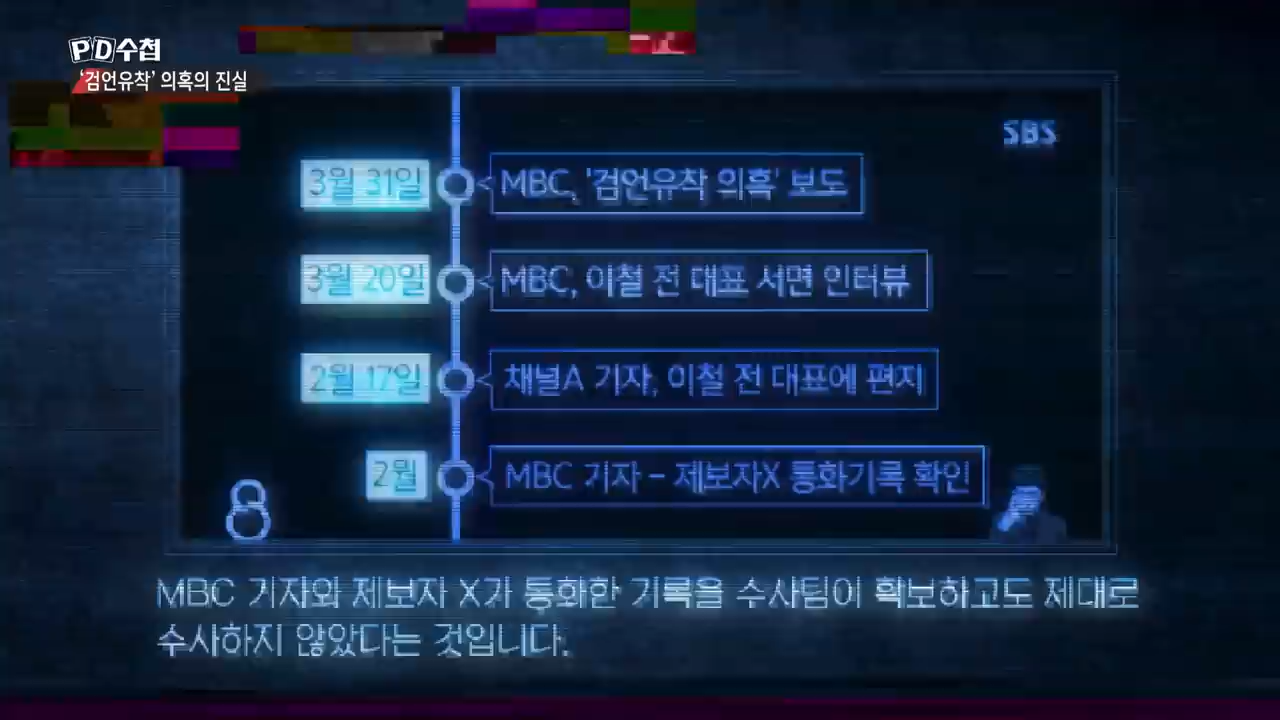 PD수첩
'검언유착' 의혹의 진실
SBS
3월 31일
MBC, '검언유착 의혹' 보도
3월 20일
MBC, 이철 전 대표 서면 인터뷰
2월 17일
채널A 기자, 이철 전 대표에 편지
2월
MBC 기자 - 제보자X 통화기록 확인
8
MBC 기자와 제보자 X가 통화한 기록을 수사팀이 확보하고도 제대로
수사하지 않았다는 것입니다.